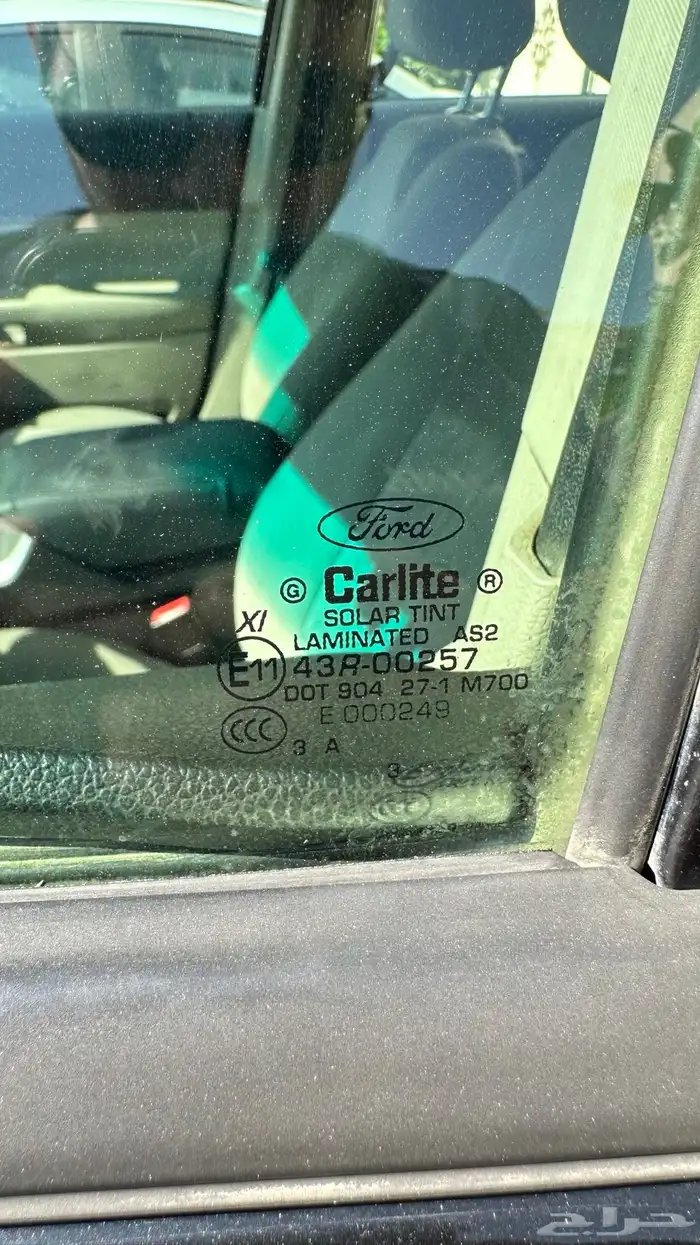 Ford
G Carlite ®
SOLAR TINT
XI
LAMINATED AS2
E11 43R-00257
DOT 904 27-1 M700
E 000249
CCC
3 A
3
حراج